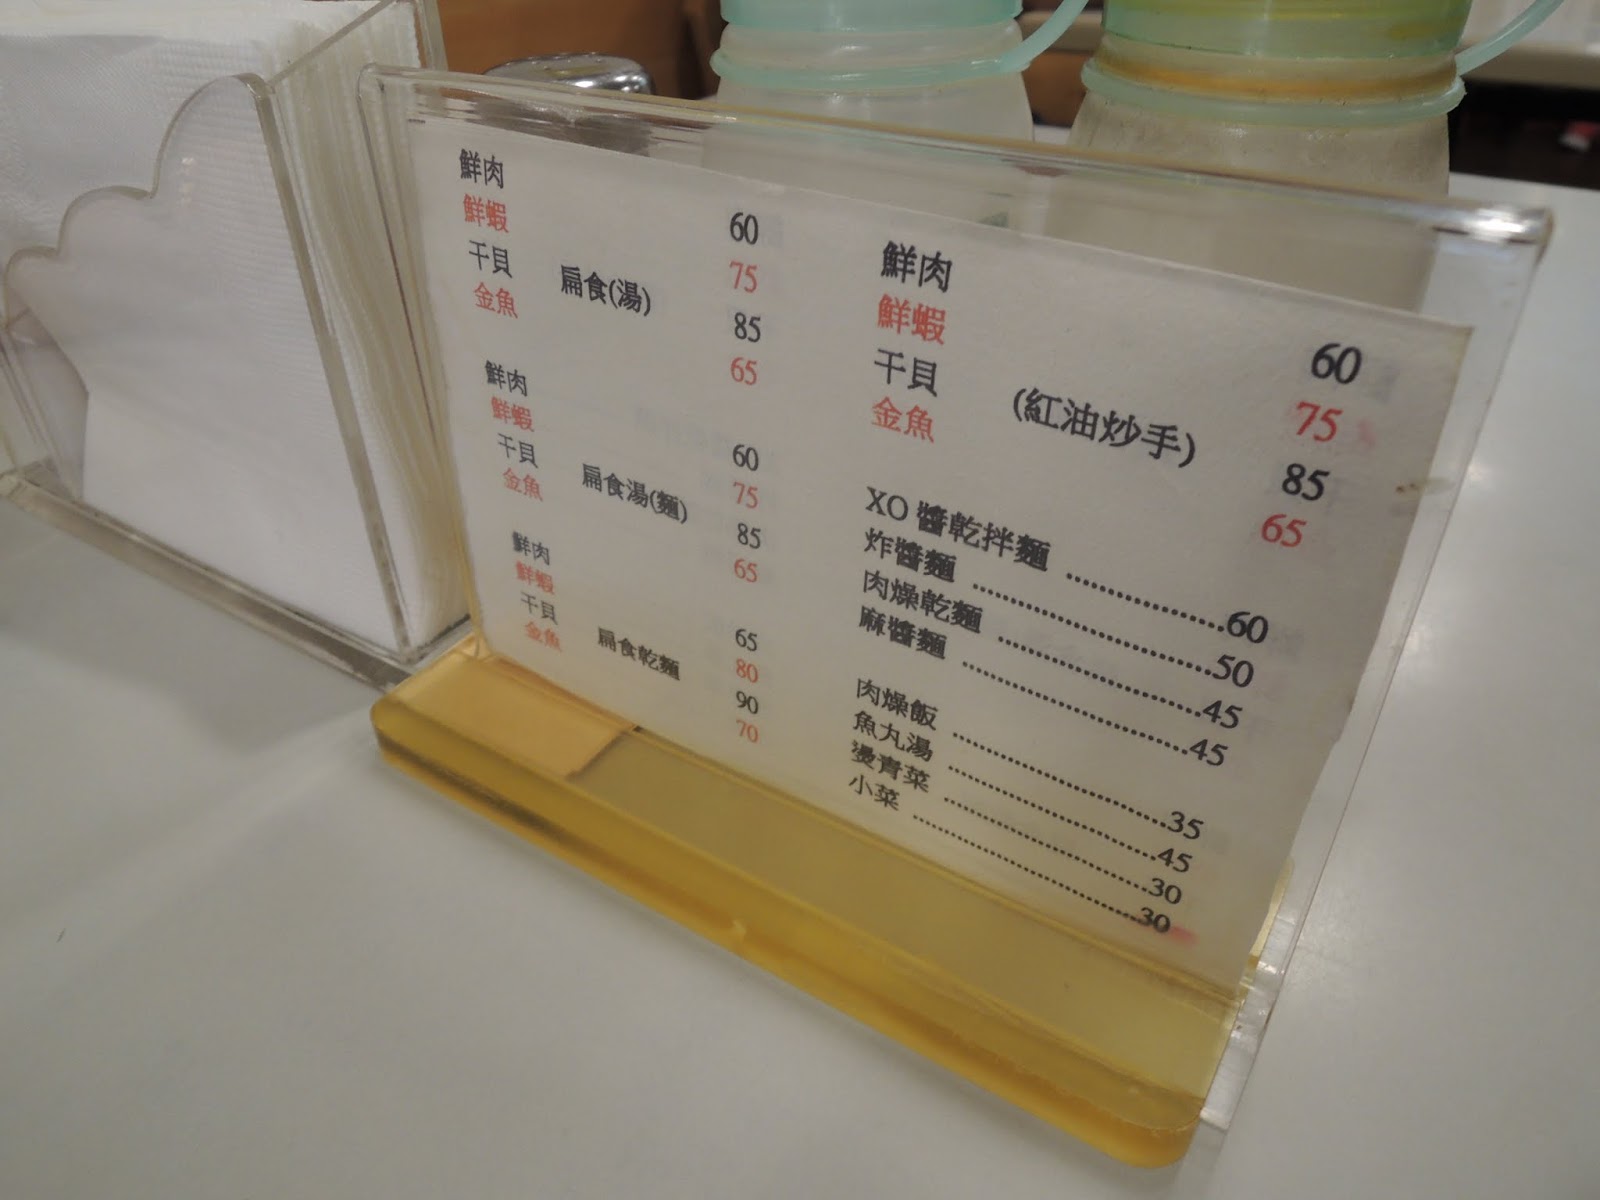 鮮肉 60
鮮蝦 75
干貝 扁食(湯) 85
金魚 65
鮮肉 60
鮮蝦 75
干貝 扁食湯(麵) 85
金魚 65
鮮肉 65
鮮蝦 80
干貝 扁食乾麵 90
金魚 70
鮮肉 60
鮮蝦 75
干貝 (紅油炒手) 85
金魚 65
XO 醬乾拌麵 ....................60
炸醬麵 ....................50
肉燥乾麵 ....................45
麻醬麵 ....................45
肉燥飯 ....................35
魚丸湯 ....................45
燙青菜 ....................30
小菜 ....................30